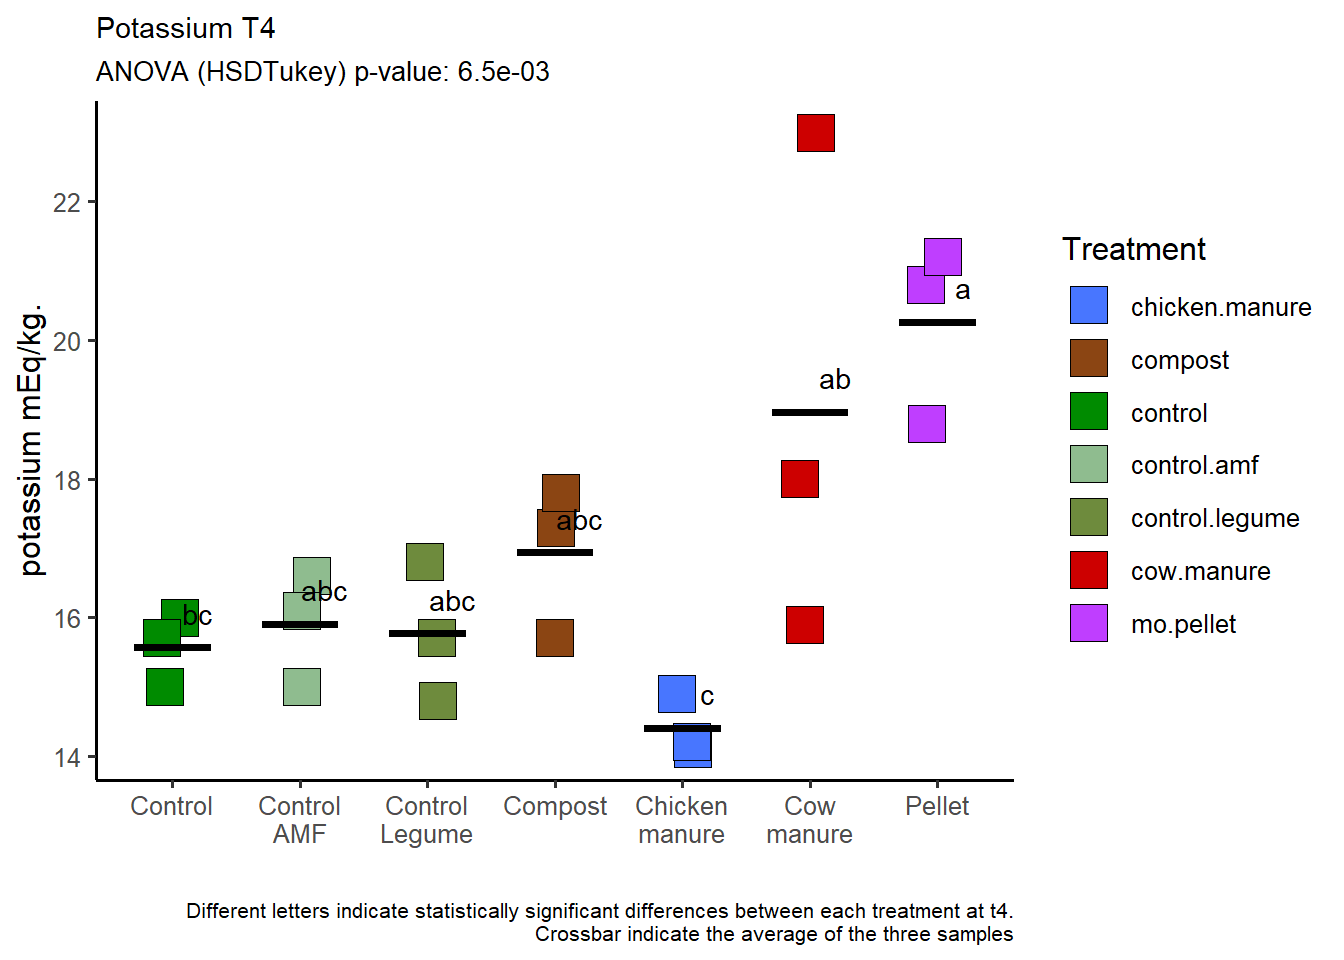 Potassium T4
ANOVA (HSDTukey) p-value: 6.5e-03
potassium mEq/kg.
22
20
18
16
14
a
ab
abc
abc
abc
bc
c
Control
Control
AMF
Control
Legume
Compost
Chicken
manure
Cow
manure
Pellet
Treatment
chicken.manure
compost
control
control.amf
control.legume
cow.manure
mo.pellet
Different letters indicate statistically significant differences between each treatment at t4.
Crossbar indicate the average of the three samples